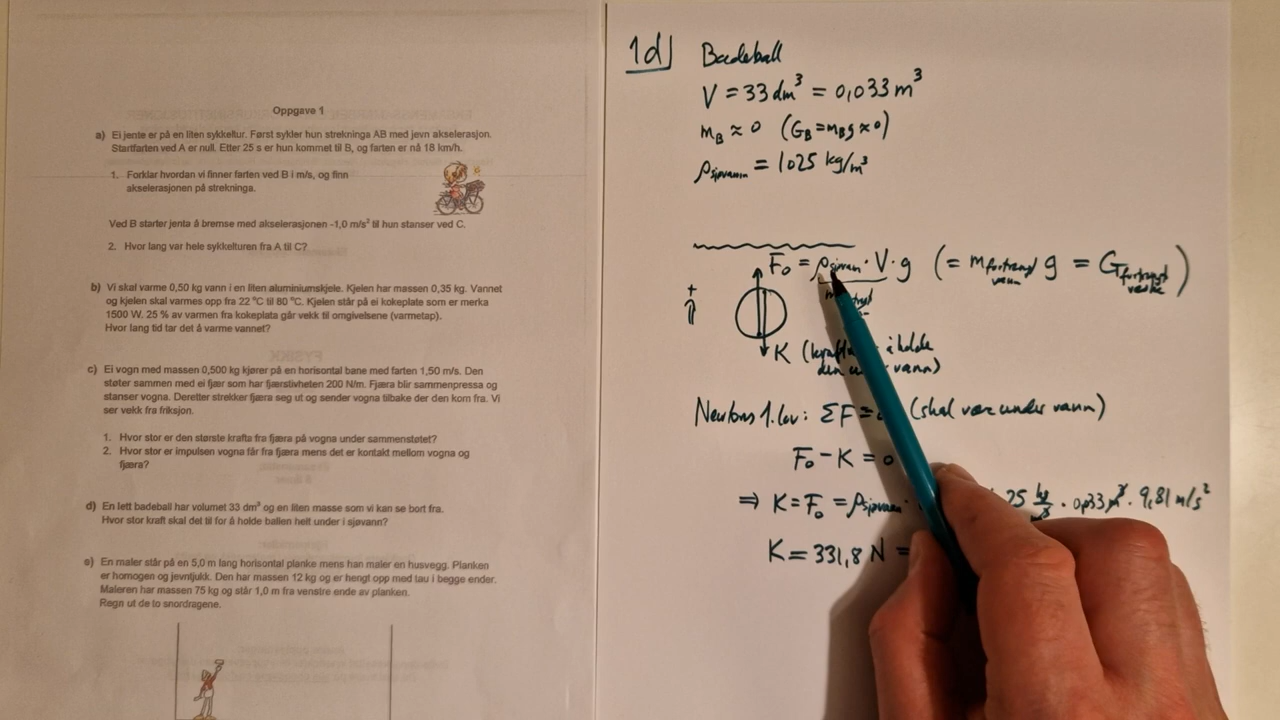 Oppgave 1
a) Ei jente er på en liten sykkeltur. Først sykler hun strekninga AB med jevn akselerasjon.
Startfarten ved A er null. Etter 25 s er hun kommet til B, og farten er nå 18 km/h.
1. Forklar hvordan vi finner farten ved B i m/s, og finn
akselerasjonen på strekninga.
Ved B starter jenta å bremse med akselerasjonen -1,0 m/s² til hun stanser ved C.
2. Hvor lang var hele sykkelturen fra A til C?
b) Vi skal varme 0,50 kg vann i en liten aluminiumskjele. Kjelen har massen 0,35 kg. Vannet
og kjelen skal varmes opp fra 22 °C til 80 °C. Kjelen står på ei kokeplate som er merka
1500 W. 25 % av varmen fra kokeplata går vekk til omgivelsene (varmetap).
Hvor lang tid tar det å varme vannet?
c) Ei vogn med massen 0,500 kg kjører på en horisontal bane med farten 1,50 m/s. Den
støter sammen med ei fjær som har fjærstivheten 200 N/m. Fjæra blir sammenpressa og
stanser vogna. Deretter strekker fjæra seg ut og sender vogna tilbake der den kom fra. Vi
ser vekk fra friksjon.
1. Hvor stor er den største krafta fra fjæra på vogna under sammenstøtet?
2. Hvor stor er impulsen vogna får fra fjæra mens det er kontakt mellom vogna og
fjæra?
d) En lett badeball har volumet 33 dm³ og en liten masse som vi kan se bort fra.
Hvor stor kraft skal det til for å holde ballen helt under i sjøvann?
e) En maler står på en 5,0 m lang horisontal planke mens han maler en husvegg. Planken
er homogen og jevntjukk. Den har massen 12 kg og er hengt opp med tau i begge ender.
Maleren har massen 75 kg og står 1,0 m fra venstre ende av planken.
Regn ut de to snordragene.
1d) Badeball
V = 33 dm³ = 0,033 m³
m_B ≈ 0 (G_B = m_B g ≈ 0)
ρ_sjøvann = 1025 kg/m³
F_o = ρ_sjøvann · V · g (= m_fortrengt vann g = G_fortrengt væske)
+
K
den under vann)
Newtons 1. lov: ΣF = (skal være under vann)
F_o - K = 0
⇒ K = F_o = ρ_sjøvann 25 kg/m³ · 0,033 m³ · 9,81 m/s²
K = 331,8 N =